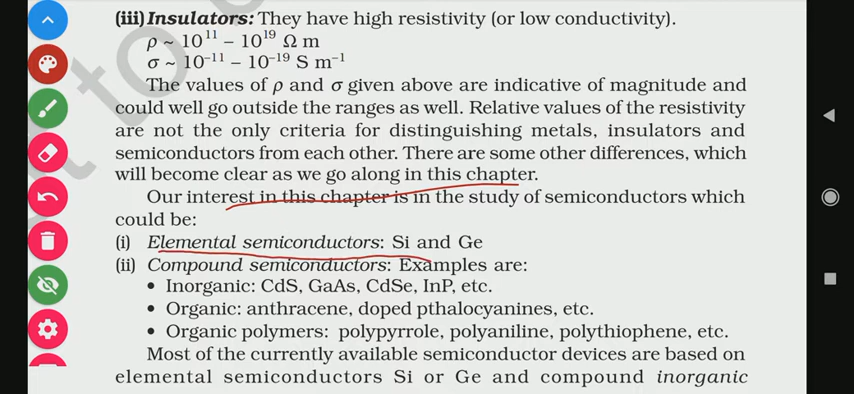 (iii) Insulators: They have high resistivity (or low conductivity).
ρ ~ 10¹¹ – 10¹⁹ Ω m
σ ~ 10⁻¹¹ – 10⁻¹⁹ S m⁻¹
The values of ρ and σ given above are indicative of magnitude and
could well go outside the ranges as well. Relative values of the resistivity
are not the only criteria for distinguishing metals, insulators and
semiconductors from each other. There are some other differences, which
will become clear as we go along in this chapter.
Our interest in this chapter is in the study of semiconductors which
could be:
(i) Elemental semiconductors: Si and Ge
(ii) Compound semiconductors: Examples are:
• Inorganic: CdS, GaAs, CdSe, InP, etc.
• Organic: anthracene, doped pthalocyanines, etc.
• Organic polymers: polypyrrole, polyaniline, polythiophene, etc.
Most of the currently available semiconductor devices are based on
elemental semiconductors Si or Ge and compound inorganic